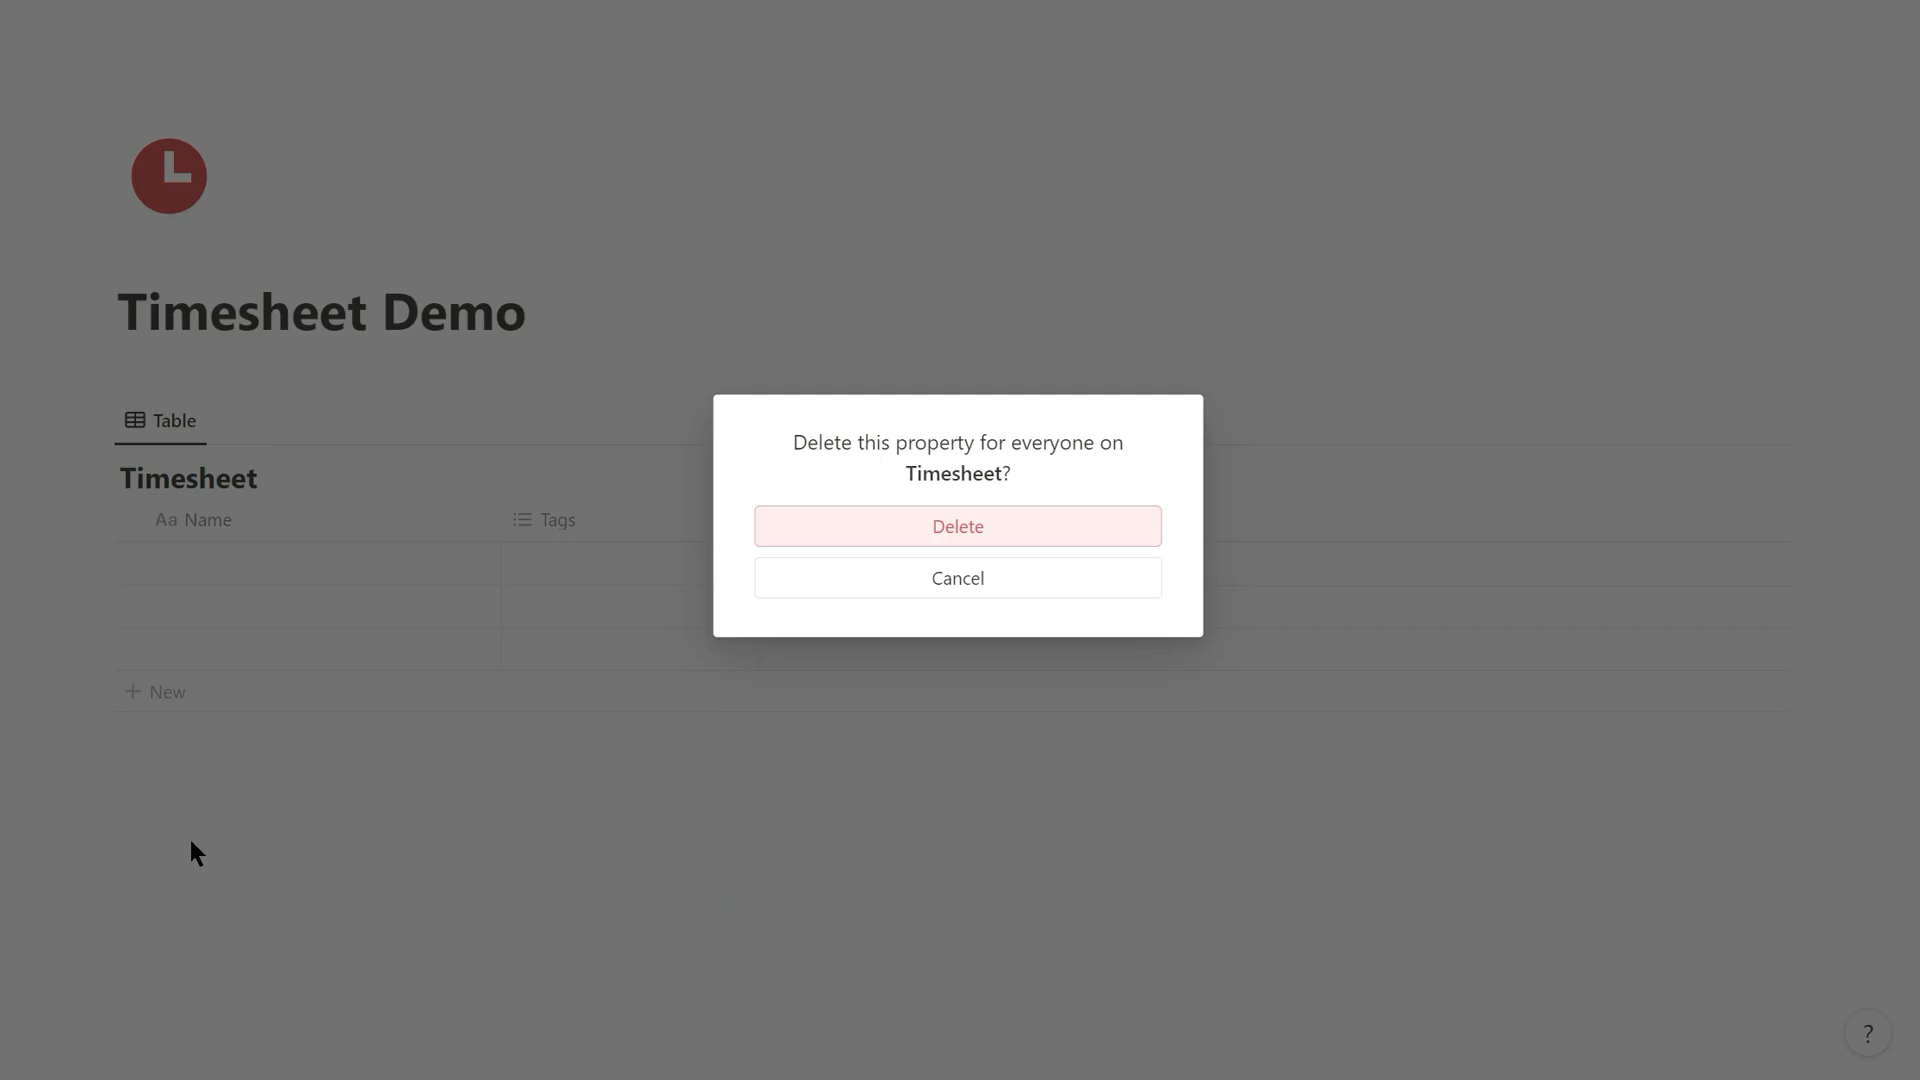 Timesheet Demo
Table
Timesheet
Aa Name
Tags
New
Delete this property for everyone on
Timesheet?
Delete
Cancel
?